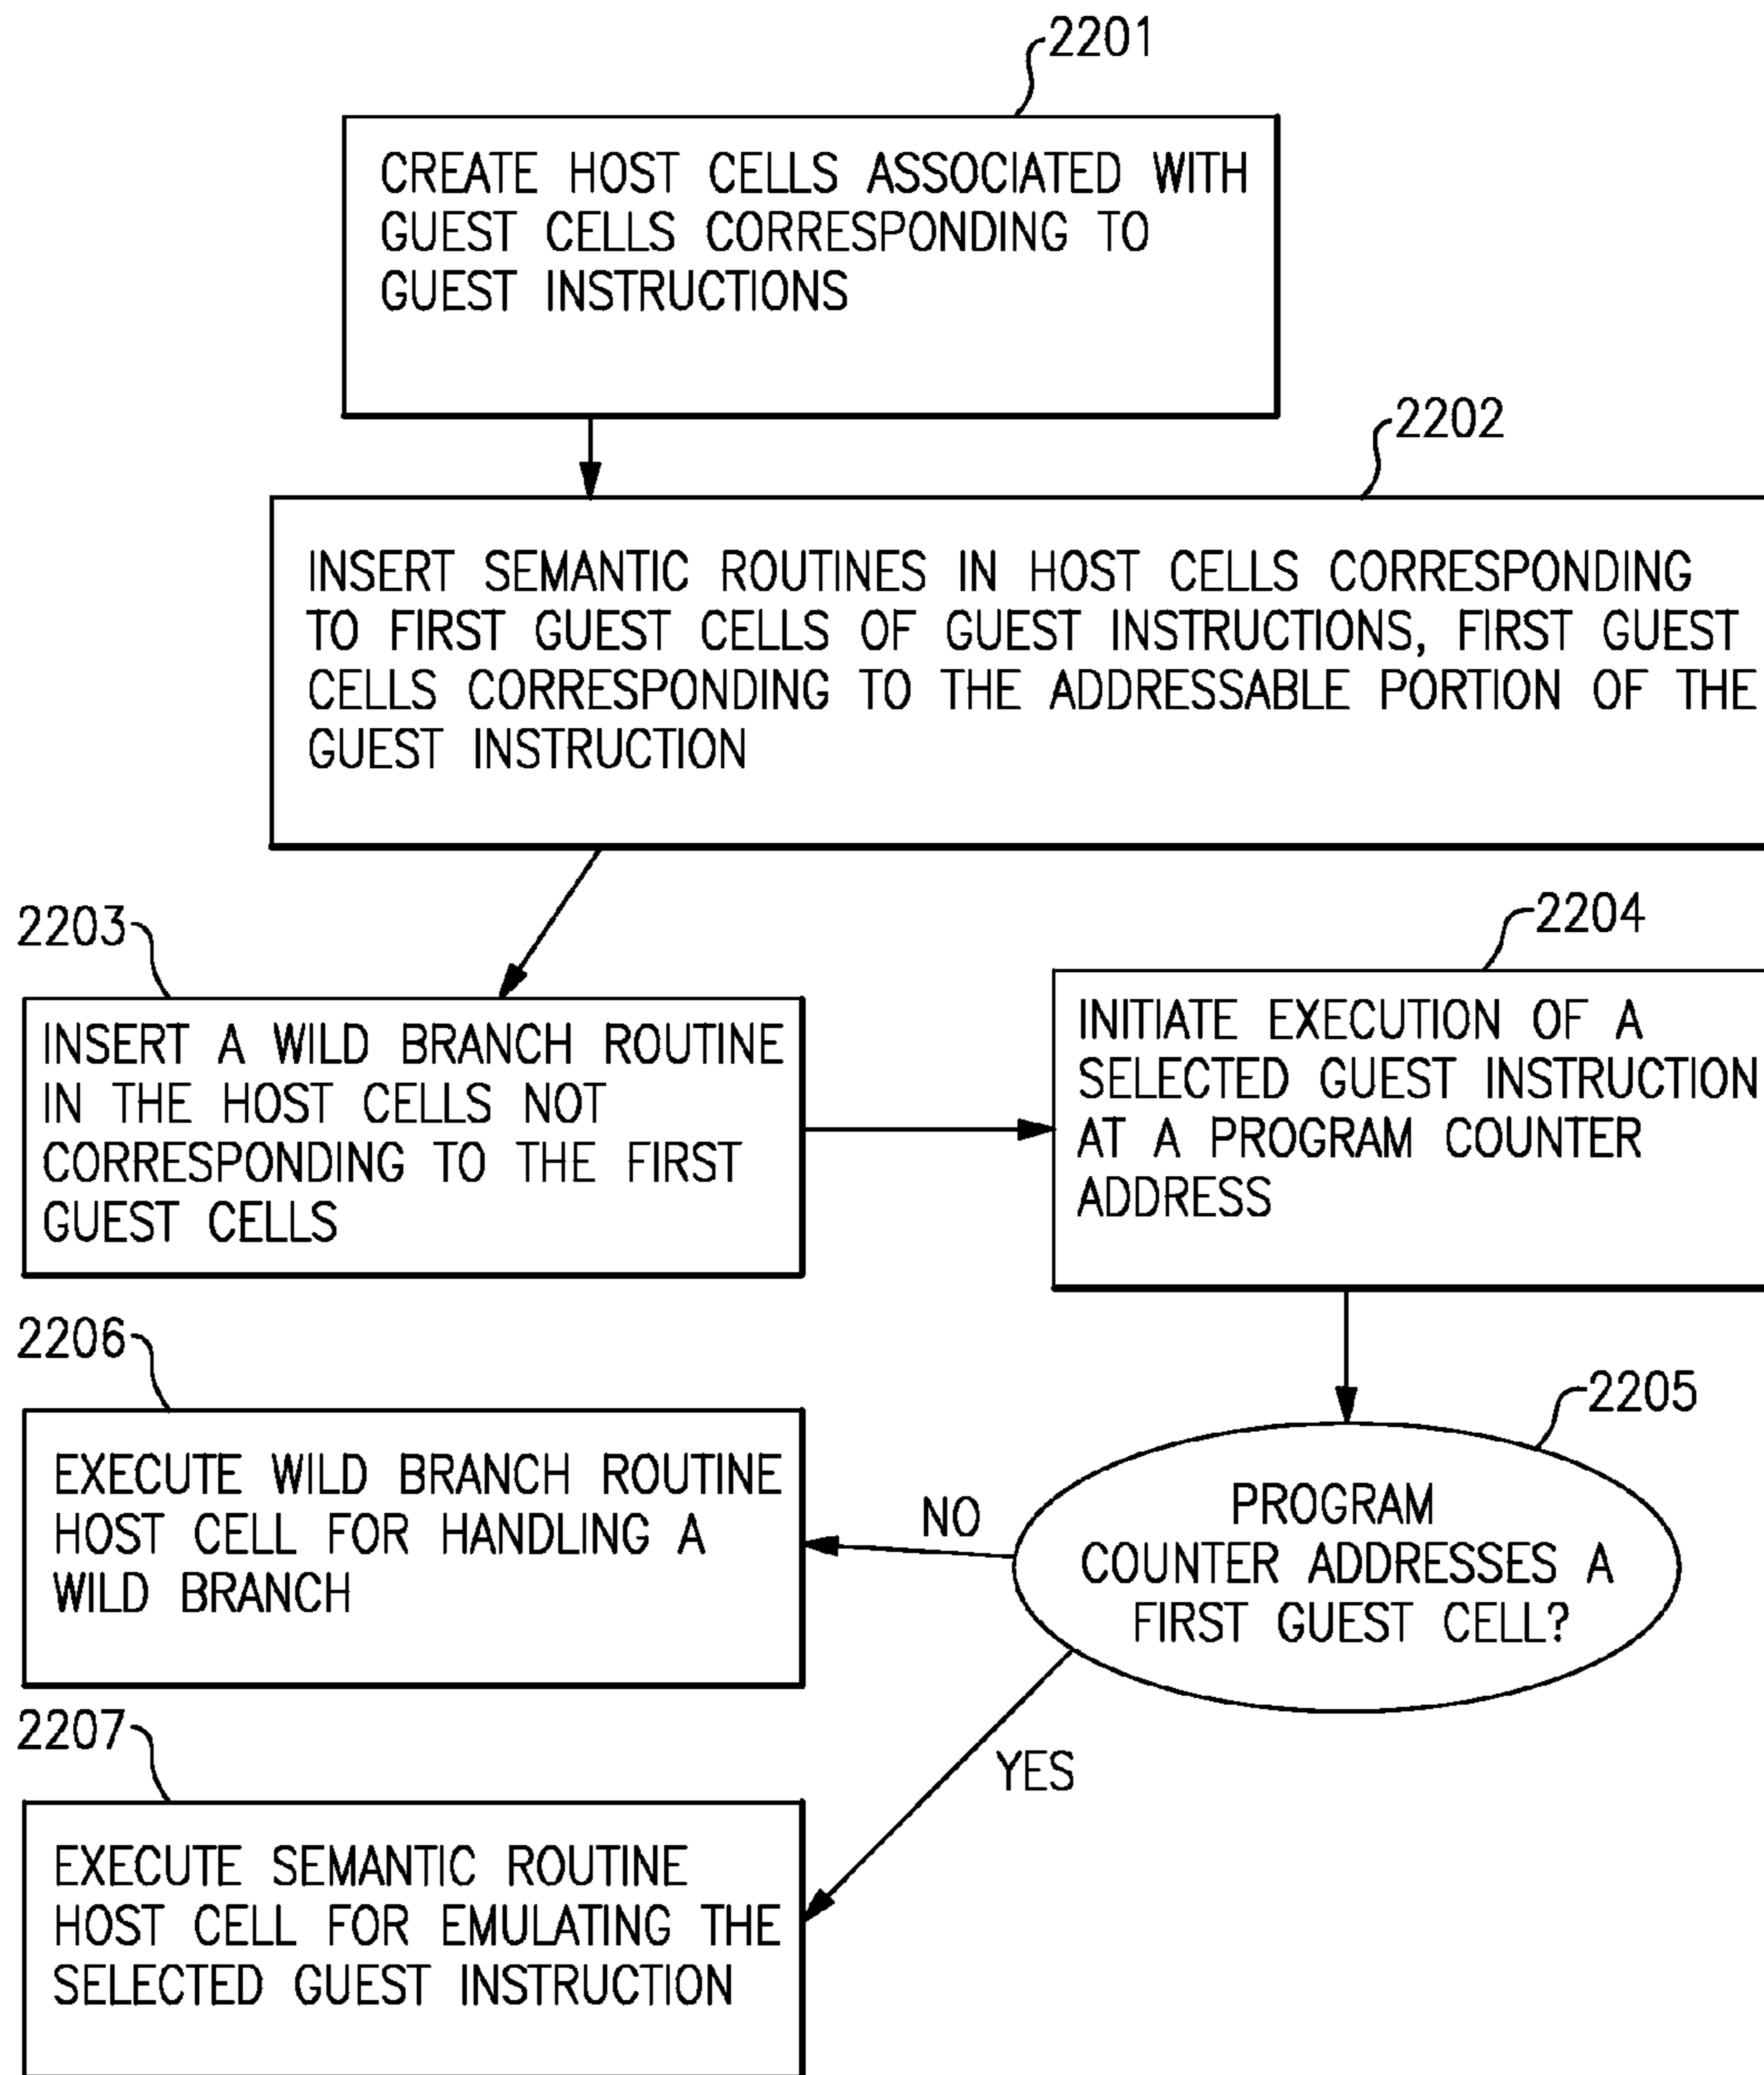 2201
CREATE HOST CELLS ASSOCIATED WITH
GUEST CELLS CORRESPONDING TO
GUEST INSTRUCTIONS
2202
INSERT SEMANTIC ROUTINES IN HOST CELLS CORRESPONDING
TO FIRST GUEST CELLS OF GUEST INSTRUCTIONS, FIRST GUEST
CELLS CORRESPONDING TO THE ADDRESSABLE PORTION OF THE
GUEST INSTRUCTION
2203
INSERT A WILD BRANCH ROUTINE
IN THE HOST CELLS NOT
CORRESPONDING TO THE FIRST
GUEST CELLS
2204
INITIATE EXECUTION OF A
SELECTED GUEST INSTRUCTION
AT A PROGRAM COUNTER
ADDRESS
2205
PROGRAM
COUNTER ADDRESSES A
FIRST GUEST CELL?
NO
2206
EXECUTE WILD BRANCH ROUTINE
HOST CELL FOR HANDLING A
WILD BRANCH
YES
2207
EXECUTE SEMANTIC ROUTINE
HOST CELL FOR EMULATING THE
SELECTED GUEST INSTRUCTION